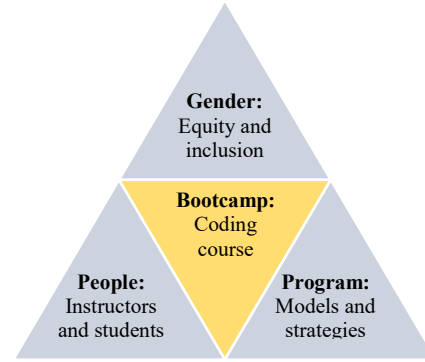 Gender:
Equity and
inclusion
Bootcamp:
Coding
course
People:
Instructors
and students
Program:
Models and
strategies